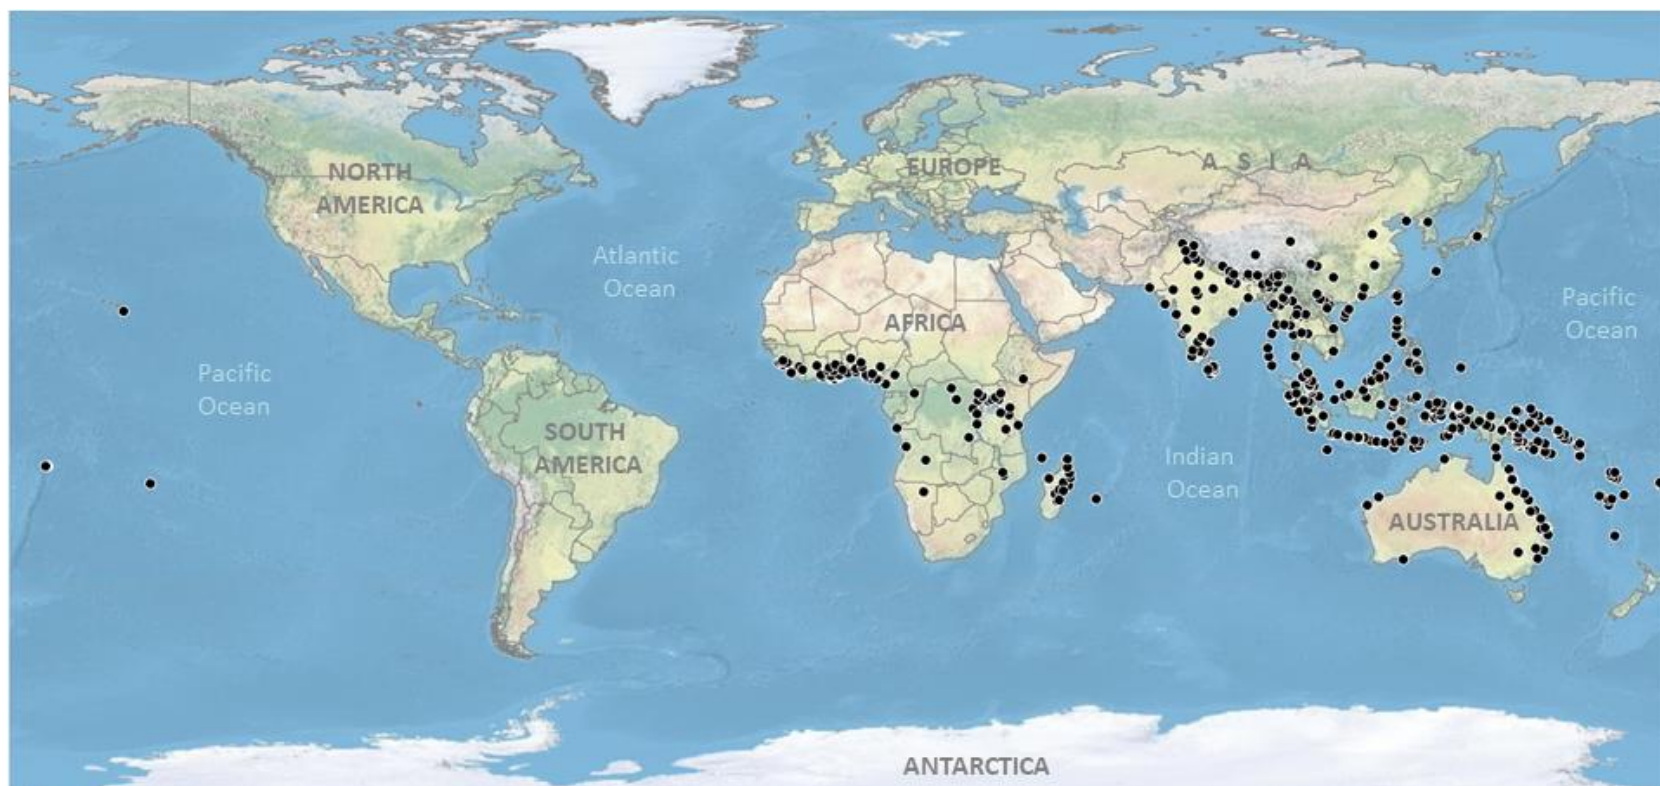 NORTH
AMERICA
EUROPE
A S I A
Atlantic
Ocean
Pacific
Ocean
AFRICA
Pacific
Ocean
SOUTH
AMERICA
Indian
Ocean
AUSTRALIA
ANTARCTICA